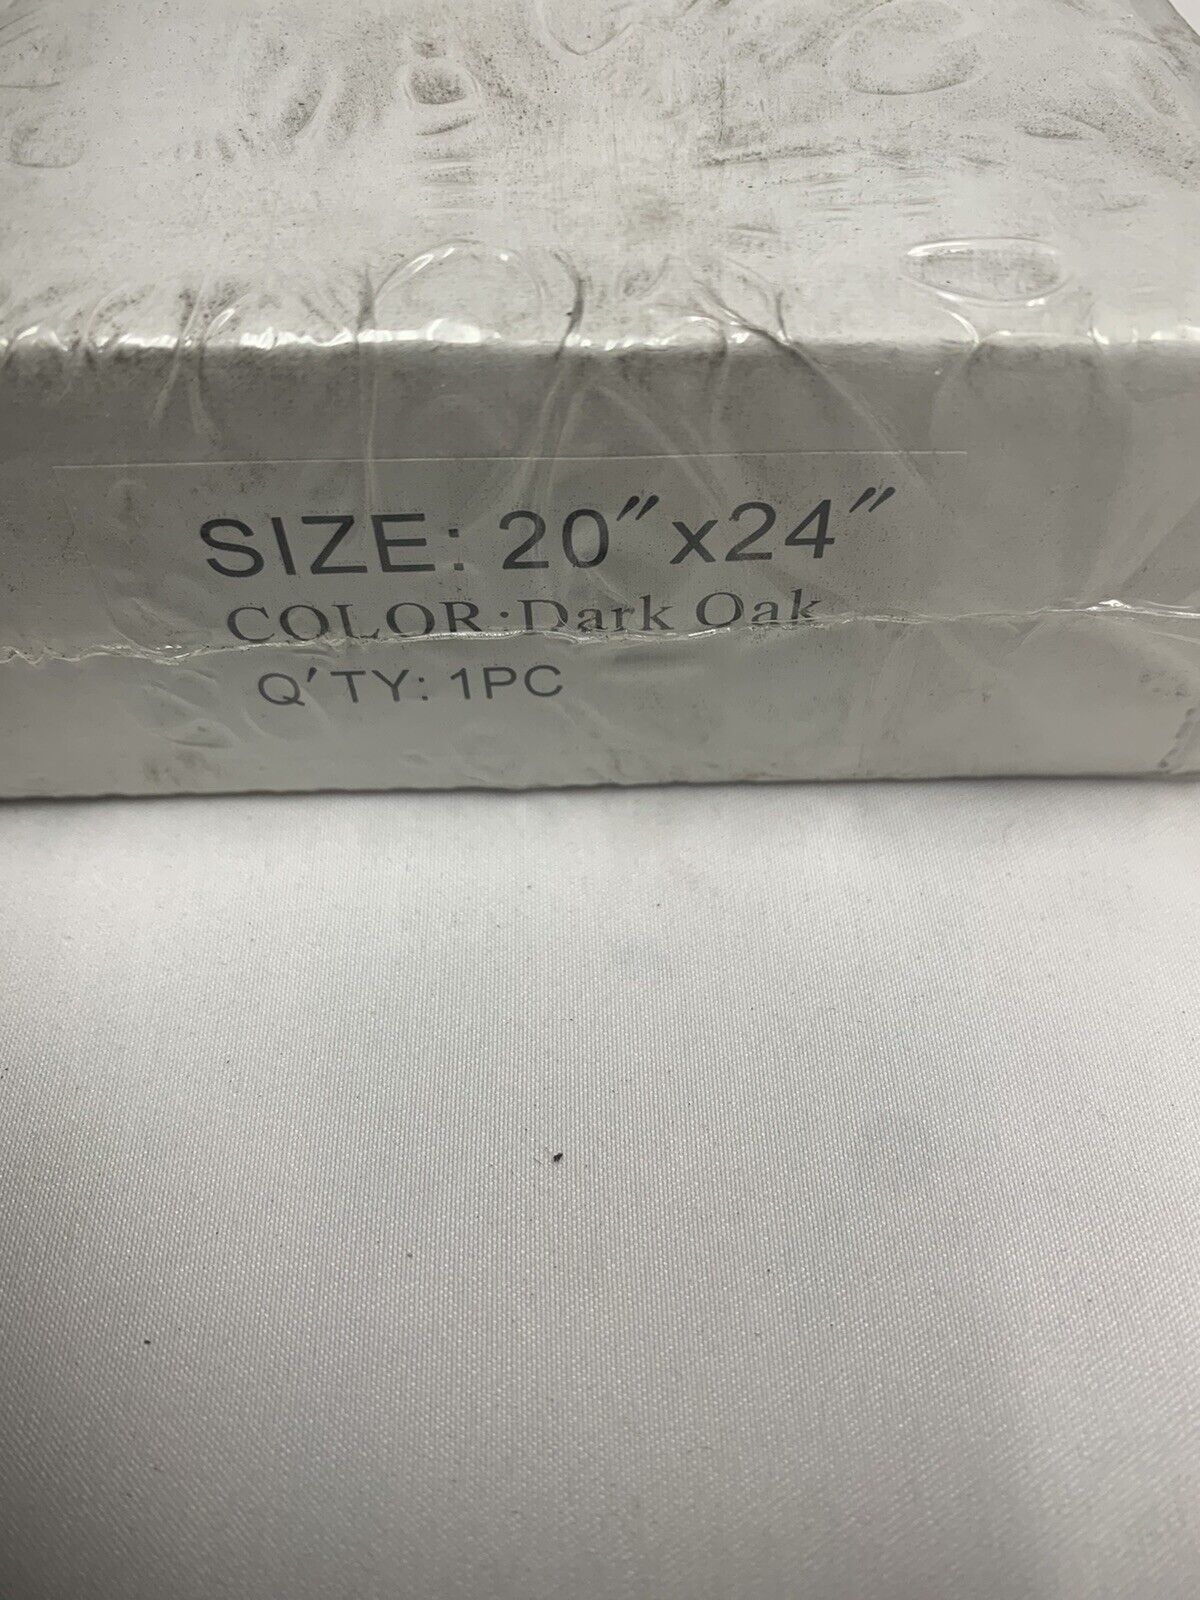 SIZE: 20"x24"
COLOR:Dark Oak
Q'TY: 1PC